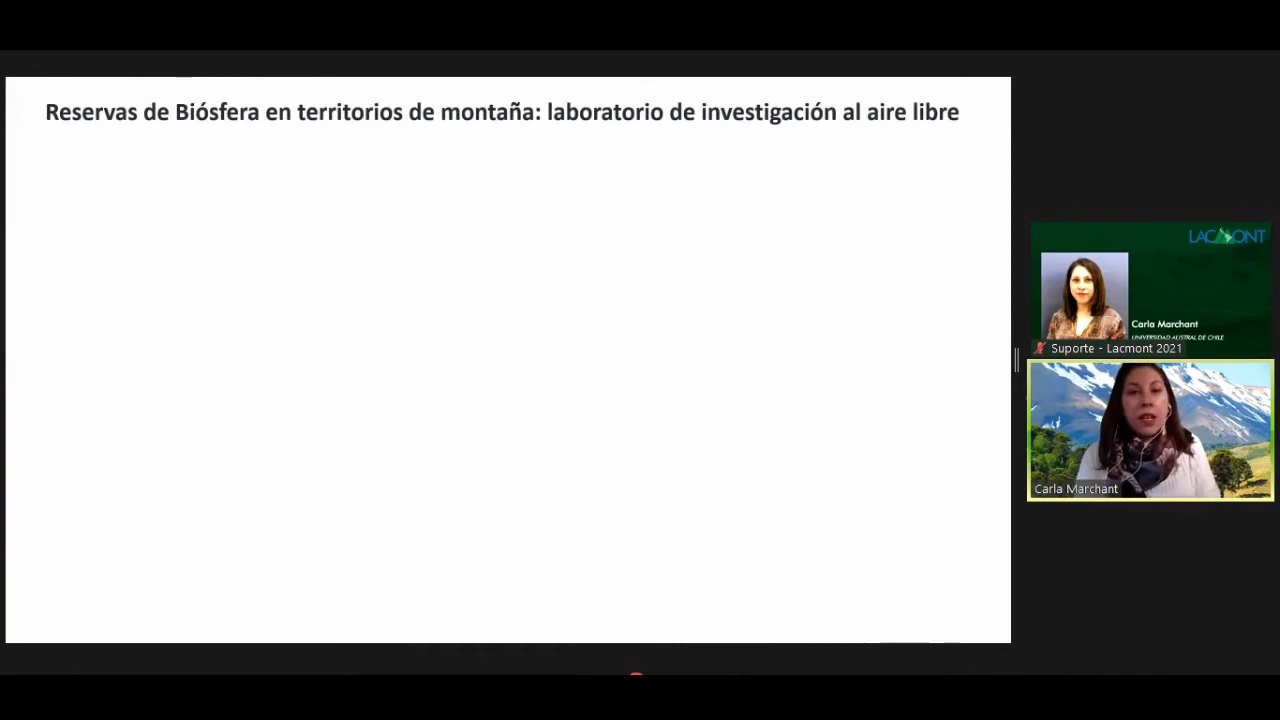 Reservas de Biósfera en territorios de montaña: laboratorio de investigación al aire libre
LACMONT
Carla Marchant
UNIVERSIDAD AUSTRAL DE CHILE
Suporte - Lacmont 2021
Carla Marchant